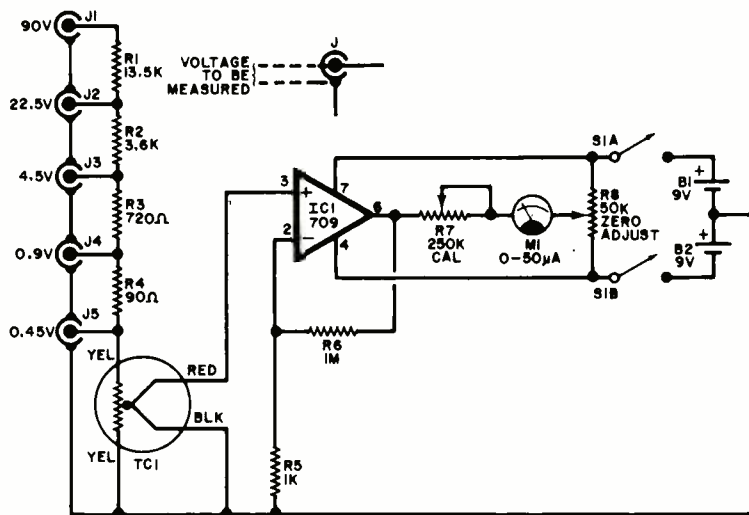 90V
J1
R1
13.5K
J2
22.5V
R2
3.6K
J3
4.5V
R3
720Ω
J4
0.9V
R4
90Ω
J5
0.45V
YEL
RED
BLK
YEL
TC1
VOLTAGE
TO BE
MEASURED
J
3
+
7
IC1
709
6
2
−
4
R7
250K
CAL
M1
0-50µA
R6
1M
R5
1K
S1A
R8
50K
ZERO
ADJUST
S1B
+
B1
9V
+
B2
9V